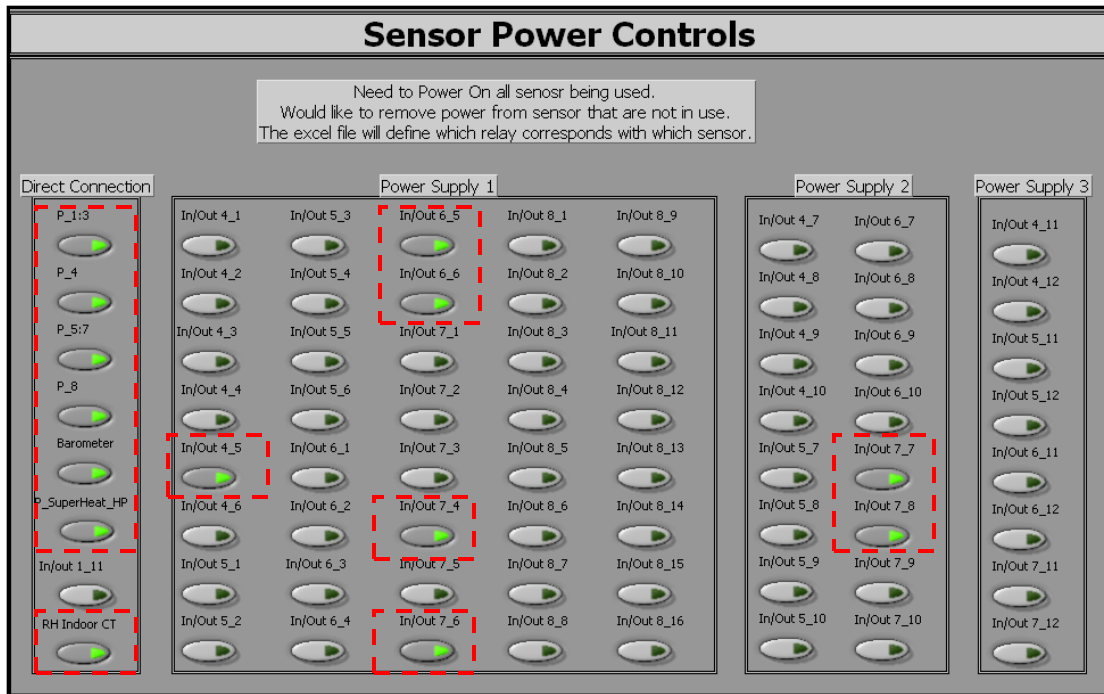 Sensor Power Controls
Need to Power On all senosr being used.
Would like to remove power from sensor that are not in use.
The excel file will define which relay corresponds with which sensor.
Direct Connection
P_1:3
P_4
P_5:7
P_8
Barometer
P_SuperHeat_HP
In/out 1_11
RH Indoor CT
Power Supply 1
In/Out 4_1
In/Out 4_2
In/Out 4_3
In/Out 4_4
In/Out 4_5
In/Out 4_6
In/Out 5_1
In/Out 5_2
In/Out 5_3
In/Out 5_4
In/Out 5_5
In/Out 5_6
In/Out 6_1
In/Out 6_2
In/Out 6_3
In/Out 6_4
In/Out 6_5
In/Out 6_6
In/Out 7_1
In/Out 7_2
In/Out 7_3
In/Out 7_4
In/Out 7_5
In/Out 7_6
In/Out 8_1
In/Out 8_2
In/Out 8_3
In/Out 8_4
In/Out 8_5
In/Out 8_6
In/Out 8_7
In/Out 8_8
In/Out 8_9
In/Out 8_10
In/Out 8_11
In/Out 8_12
In/Out 8_13
In/Out 8_14
In/Out 8_15
In/Out 8_16
Power Supply 2
In/Out 4_7
In/Out 4_8
In/Out 4_9
In/Out 4_10
In/Out 5_7
In/Out 5_8
In/Out 5_9
In/Out 5_10
In/Out 6_7
In/Out 6_8
In/Out 6_9
In/Out 6_10
In/Out 7_7
In/Out 7_8
In/Out 7_9
In/Out 7_10
Power Supply 3
In/Out 4_11
In/Out 4_12
In/Out 5_11
In/Out 5_12
In/Out 6_11
In/Out 6_12
In/Out 7_11
In/Out 7_12